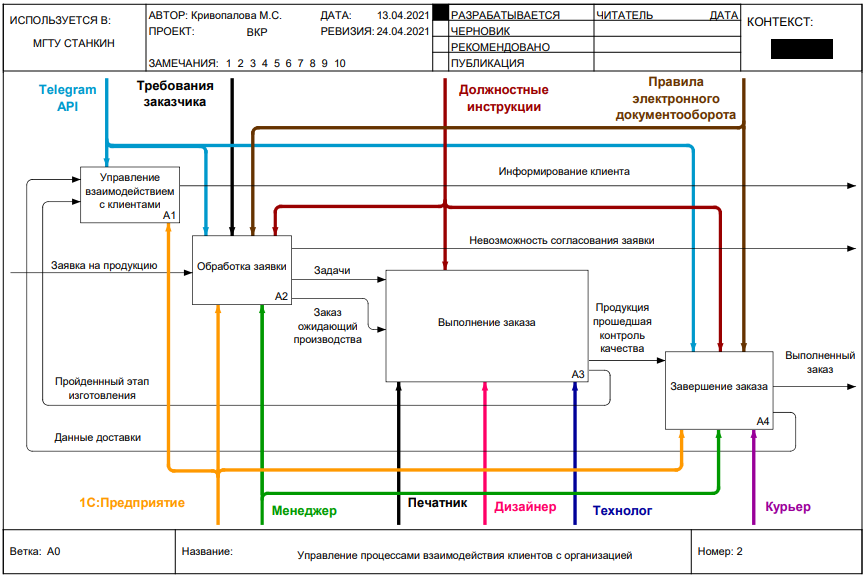 ИСПОЛЬЗУЕТСЯ В:
МГТУ СТАНКИН
АВТОР: Кривопалова М.С.
ДАТА: 13.04.2021
ПРОЕКТ: ВКР
РЕВИЗИЯ: 24.04.2021
ЗАМЕЧАНИЯ: 1 2 3 4 5 6 7 8 9 10
РАЗРАБАТЫВАЕТСЯ
ЧЕРНОВИК
РЕКОМЕНДОВАНО
ПУБЛИКАЦИЯ
ЧИТАТЕЛЬ
ДАТА
КОНТЕКСТ:
Telegram
API
Требования
заказчика
Должностные
инструкции
Правила
электронного
документооборота
Управление
взаимодействием
с клиентами
A1
Информирование клиента
Невозможность согласования заявки
Заявка на продукцию
Обработка заявки
A2
Задачи
Заказ
ожидающий
производства
Выполнение заказа
A3
Продукция
прошедшая
контроль
качества
Завершение заказа
A4
Выполненный
заказ
Пройденный этап
изготовления
Данные доставки
1С:Предприятие
Менеджер
Печатник
Дизайнер
Технолог
Курьер
Ветка: A0
Название:
Управление процессами взаимодействия клиентов с организацией
Номер: 2